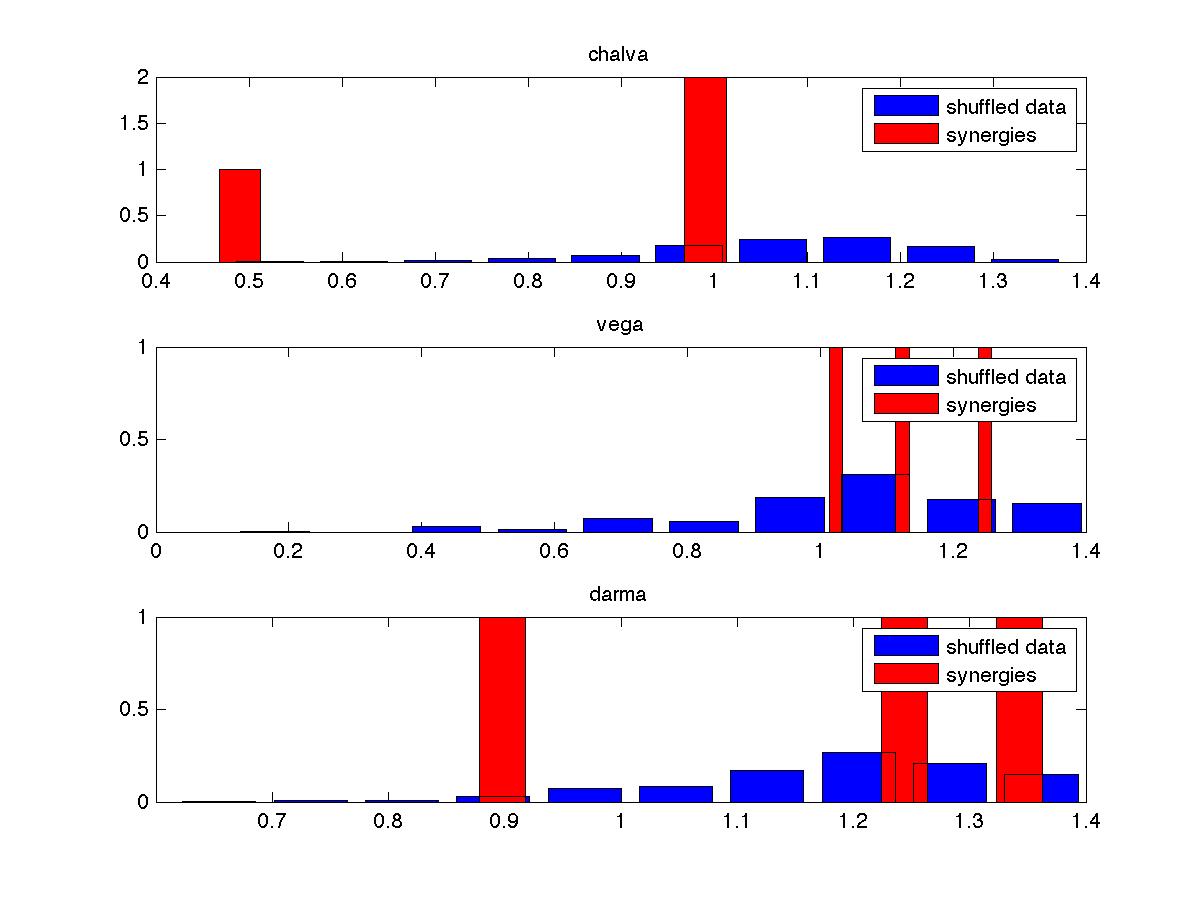 chalva
2
1.5
1
0.5
0
shuffled data
synergies
0.4 0.5 0.6 0.7 0.8 0.9 1 1.1 1.2 1.3 1.4
vega
1
0.5
0
shuffled data
synergies
0 0.2 0.4 0.6 0.8 1 1.2 1.4
darma
1
0.5
0
shuffled data
synergies
0.7 0.8 0.9 1 1.1 1.2 1.3 1.4